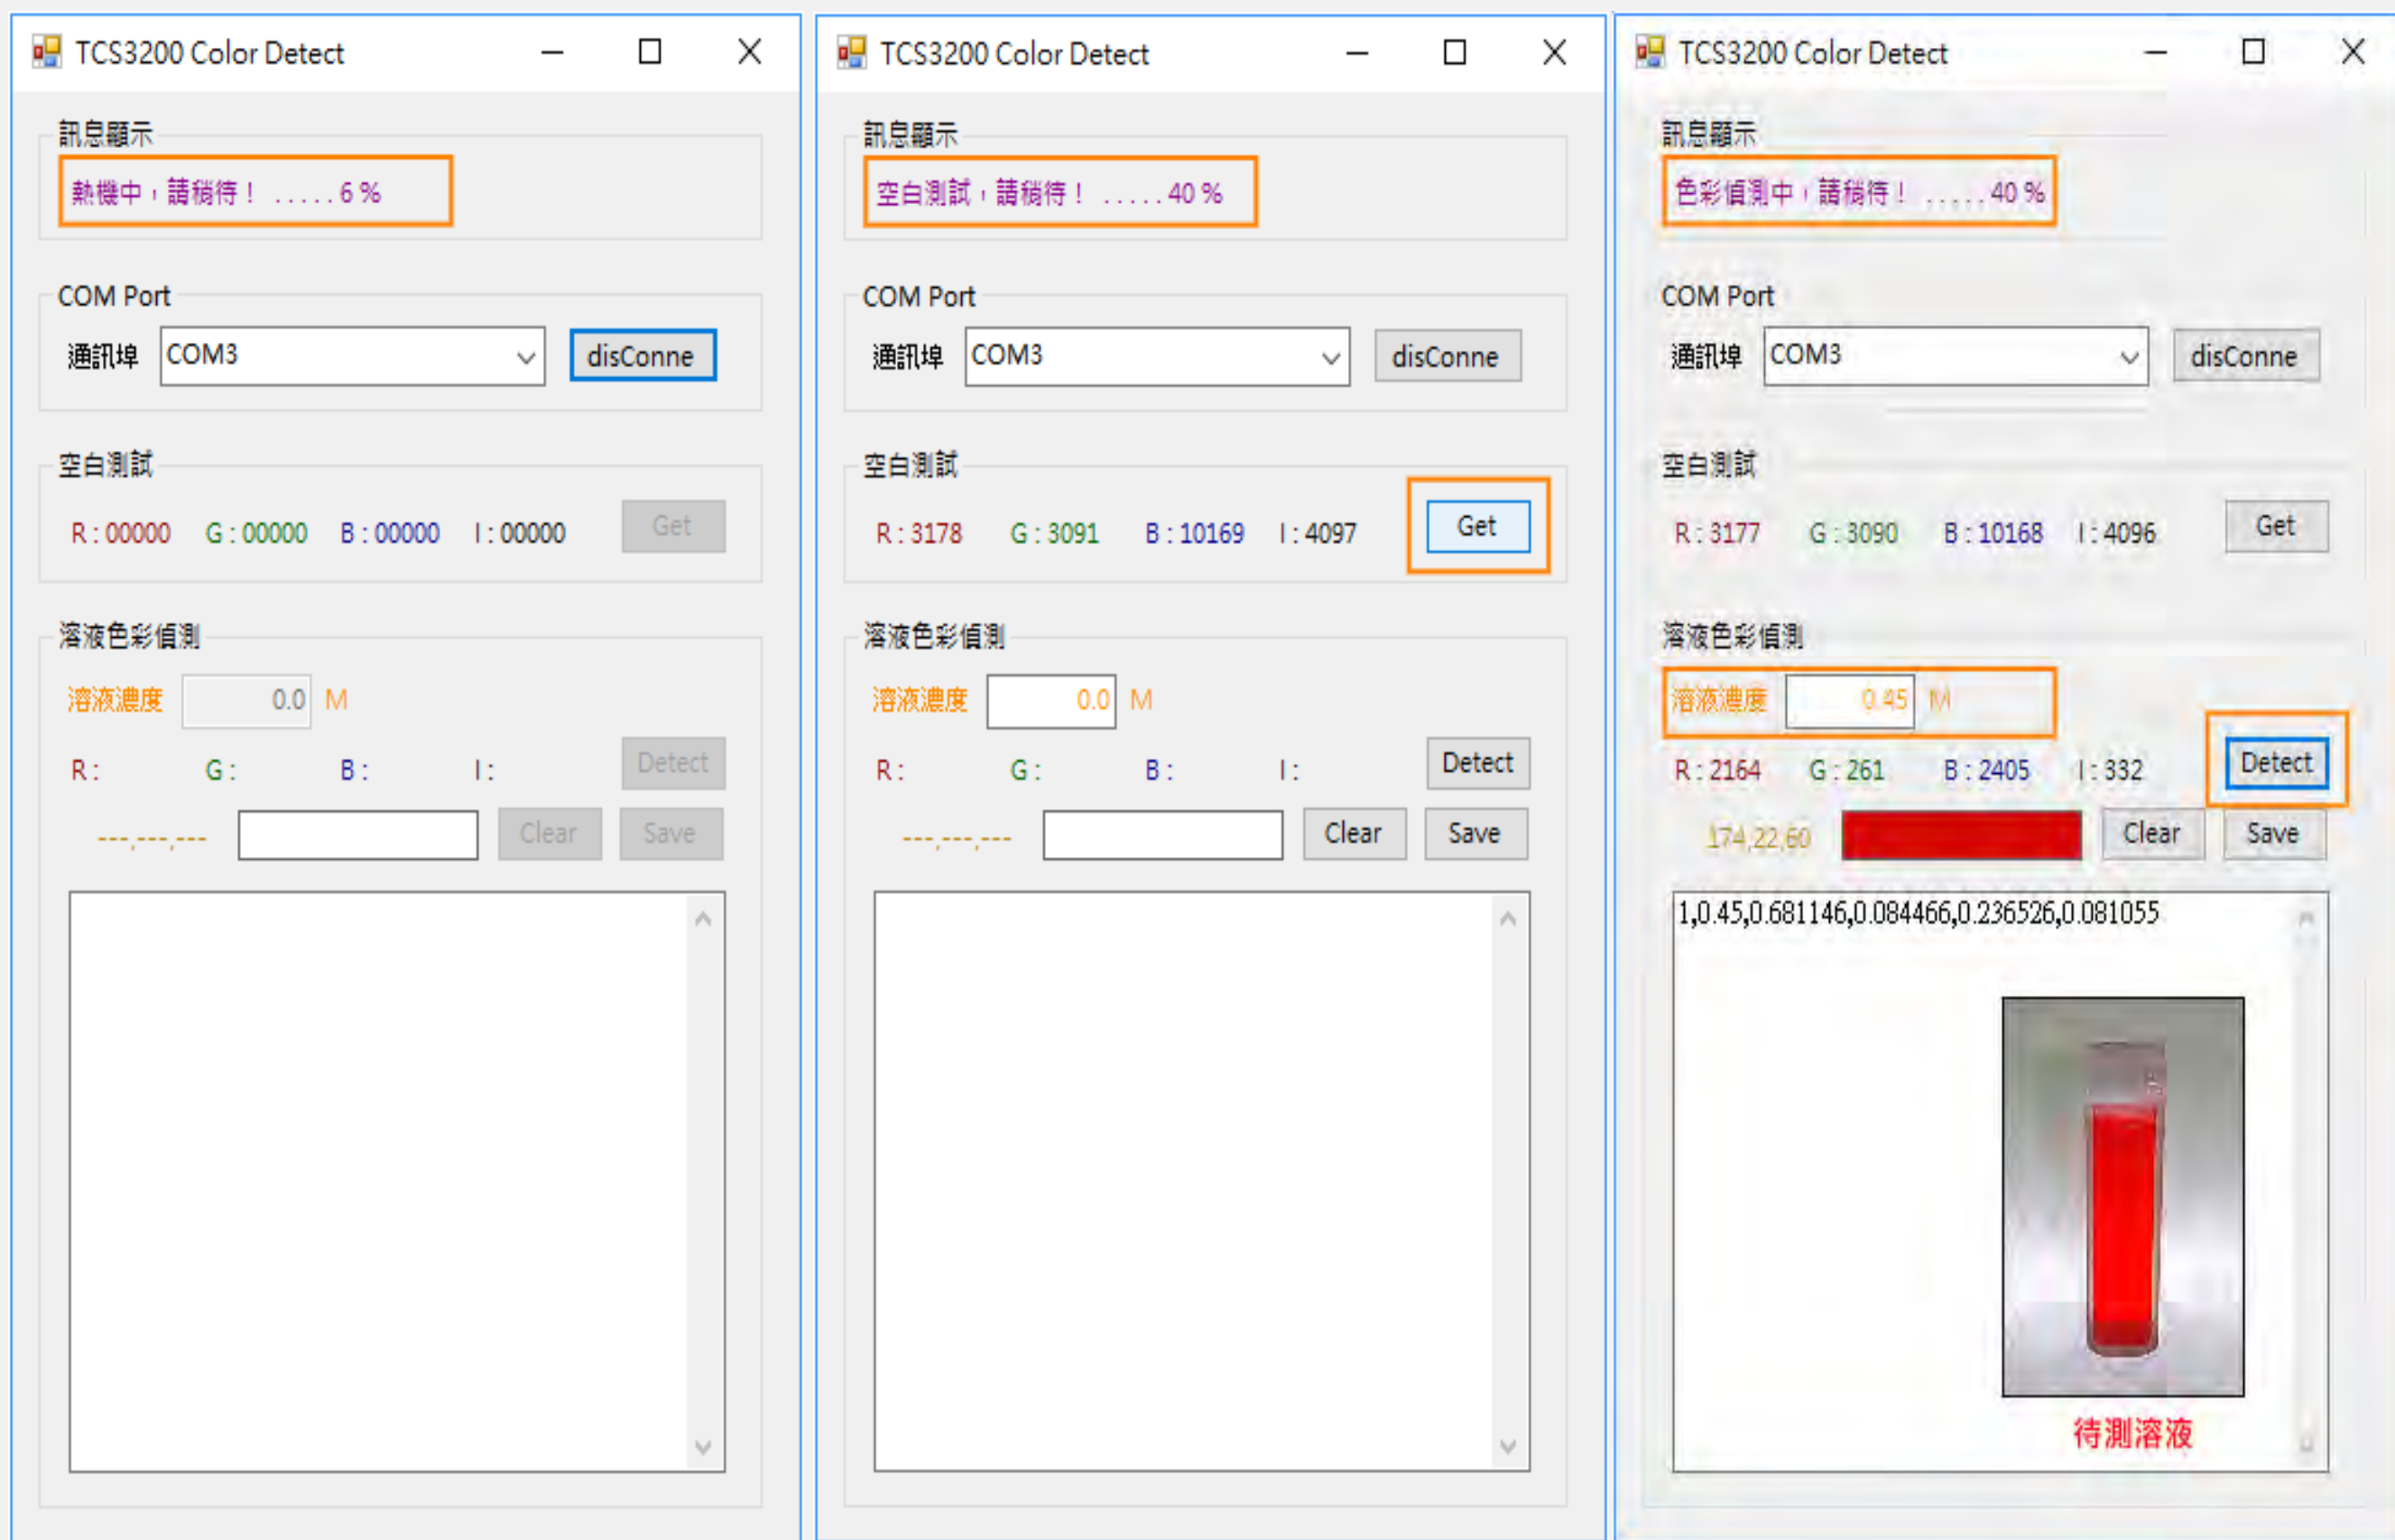 TCS3200 Color Detect
訊息顯示
熱機中，請稍待！ .....6 %
COM Port
通訊埠 COM3 disConne
空白測試
R : 00000 G : 00000 B : 00000 I : 00000 Get
溶液色彩偵測
溶液濃度 0.0 M
R : G : B : I : Detect
---,---,--- Clear Save
TCS3200 Color Detect
訊息顯示
空白測試，請稍待！ .....40 %
COM Port
通訊埠 COM3 disConne
空白測試
R : 3178 G : 3091 B : 10169 I : 4097 Get
溶液色彩偵測
溶液濃度 0.0 M
R : G : B : I : Detect
---,---,--- Clear Save
TCS3200 Color Detect
訊息顯示
色彩偵測中，請稍待！ .....40 %
COM Port
通訊埠 COM3 disConne
空白測試
R : 3177 G : 3090 B : 10168 I : 4096 Get
溶液色彩偵測
溶液濃度 0.45 M
R : 2164 G : 261 B : 2405 I : 332 Detect
174,22,60 Clear Save
1,0.45,0.681146,0.084466,0.236526,0.081055
待測溶液